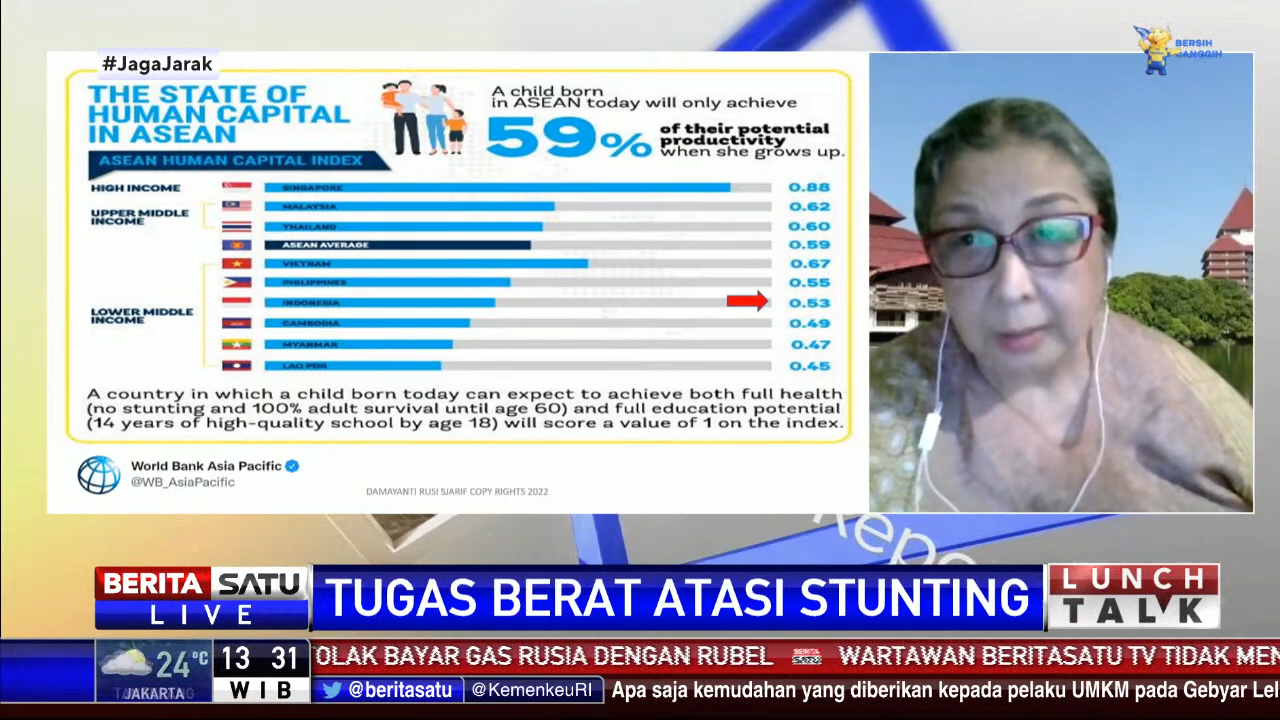 #JagaJarak
BERSIH
CANGGIH
THE STATE OF
HUMAN CAPITAL
IN ASEAN
ASEAN HUMAN CAPITAL INDEX
A child born
in ASEAN today will only achieve
59% of their potential
productivity
when she grows up.
HIGH INCOME
SINGAPORE 0.88
UPPER MIDDLE
INCOME
MALAYSIA 0.62
THAILAND 0.60
ASEAN AVERAGE 0.59
VIETNAM 0.67
PHILIPPINES 0.55
LOWER MIDDLE
INCOME
INDONESIA 0.53
CAMBODIA 0.49
MYANMAR 0.47
LAO PDR 0.45
A country in which a child born today can expect to achieve both full health
(no stunting and 100% adult survival until age 60) and full education potential
(14 years of high-quality school by age 18) will score a value of 1 on the index.
World Bank Asia Pacific
@WB_AsiaPacific
DAMAYANTI RUSI SJARIF COPY RIGHTS 2022
Repo
BERITA SATU
LIVE
TUGAS BERAT ATASI STUNTING
LUNCH
TALK
24°C
JAKARTA
13 31
WIB
OLAK BAYAR GAS RUSIA DENGAN RUBEL WARTAWAN BERITASATU TV TIDAK MEN
@beritasatu @KemenkeuRI Apa saja kemudahan yang diberikan kepada pelaku UMKM pada Gebyar Lel